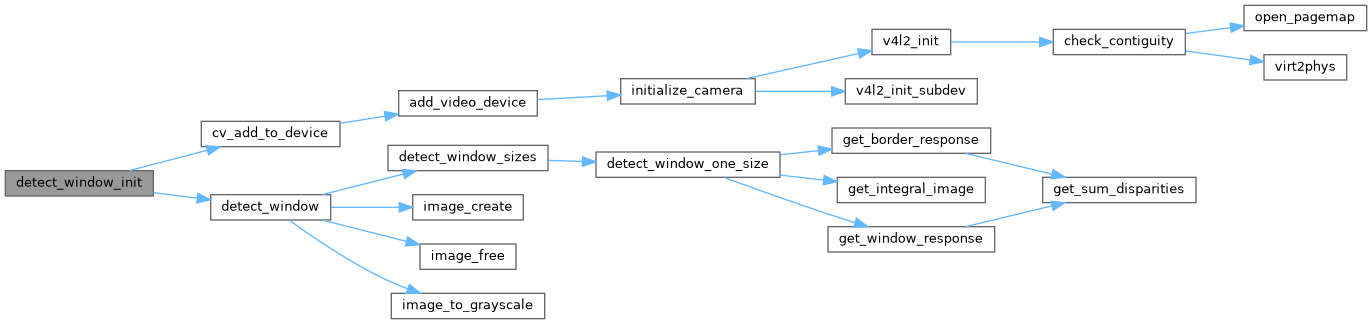 detect_window_init
cv_add_to_device
add_video_device
initialize_camera
v4l2_init
check_contiguity
open_pagemap
virt2phys
v4l2_init_subdev
detect_window
detect_window_sizes
detect_window_one_size
get_border_response
get_sum_disparities
get_integral_image
get_window_response
image_create
image_free
image_to_grayscale